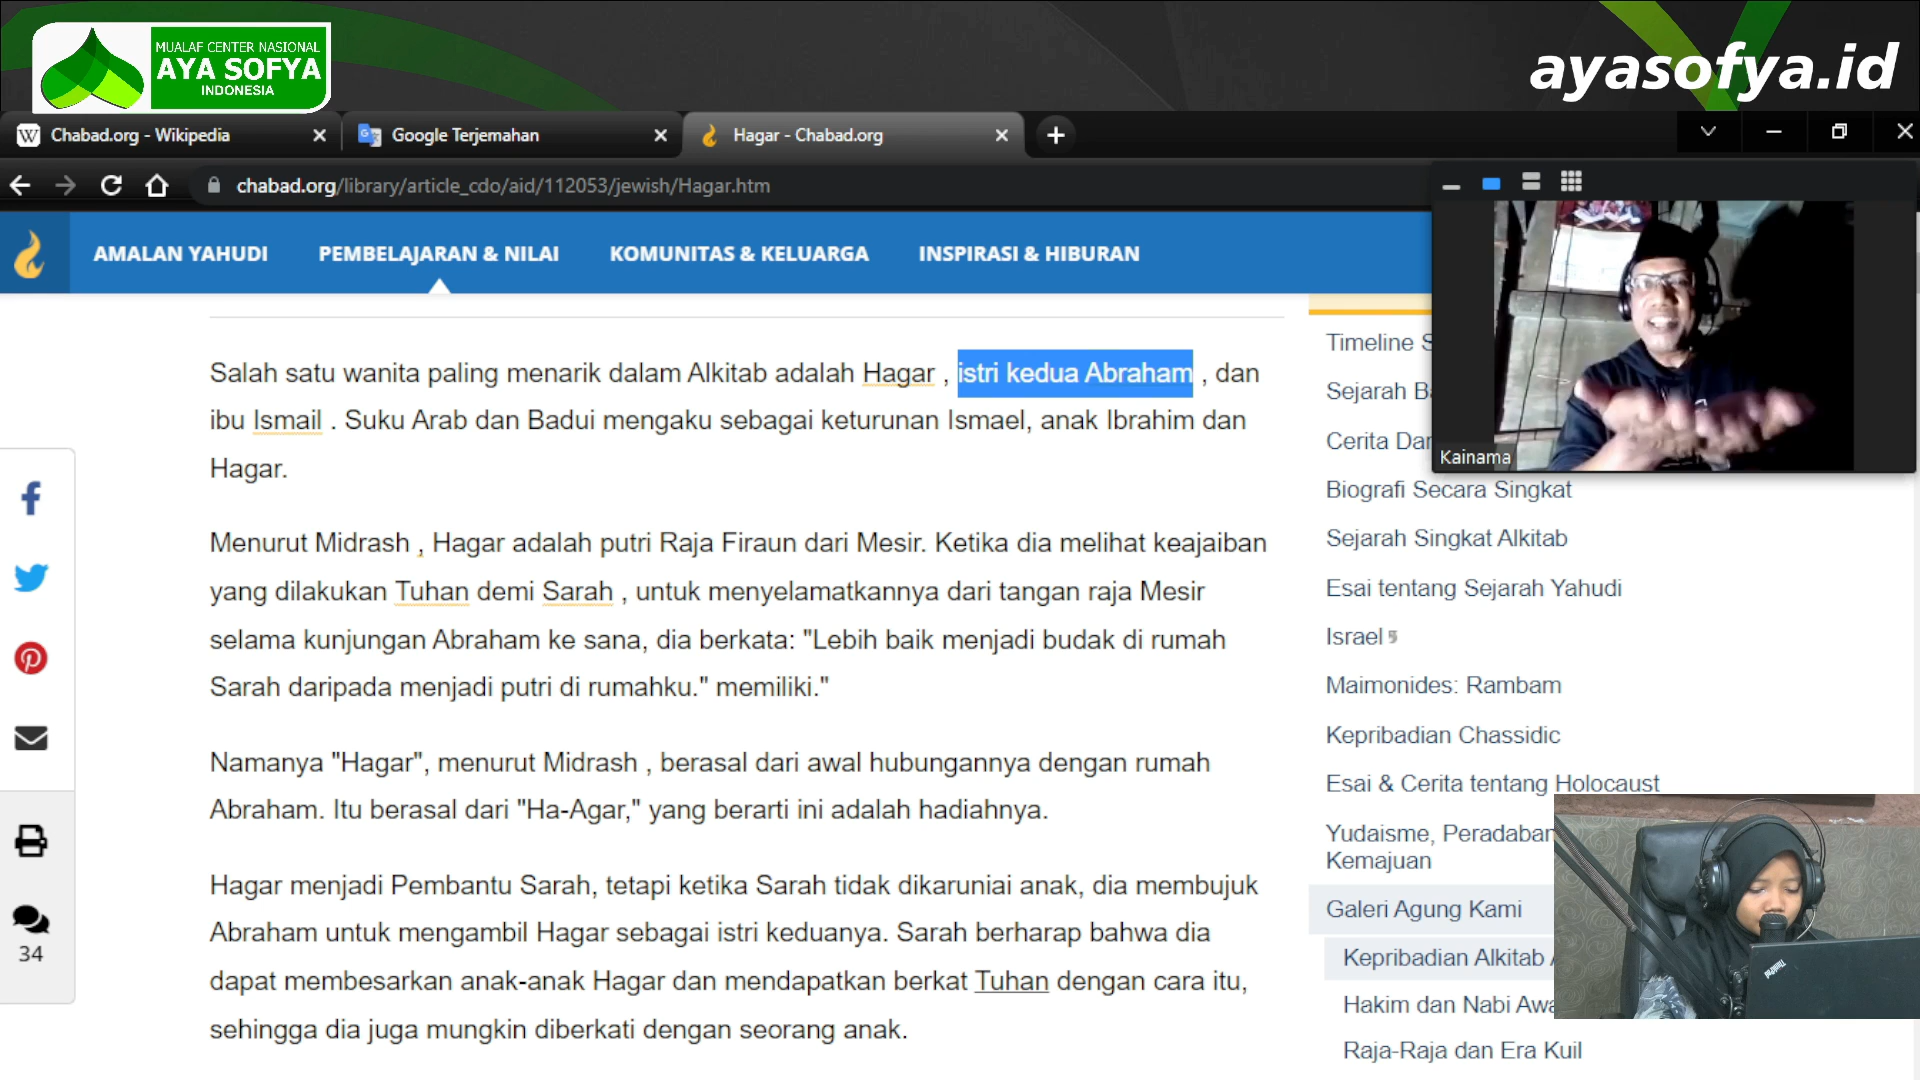 MUALAF CENTER NASIONAL
AYA SOFYA
INDONESIA
ayasofya.id
Chabad.org - Wikipedia
Google Terjemahan
Hagar - Chabad.org
chabad.org/library/article_cdo/aid/112053/jewish/Hagar.htm
AMALAN YAHUDI
PEMBELAJARAN & NILAI
KOMUNITAS & KELUARGA
INSPIRASI & HIBURAN
Salah satu wanita paling menarik dalam Alkitab adalah Hagar , istri kedua Abraham , dan
ibu Ismail . Suku Arab dan Badui mengaku sebagai keturunan Ismael, anak Ibrahim dan
Hagar.
Menurut Midrash , Hagar adalah putri Raja Firaun dari Mesir. Ketika dia melihat keajaiban
yang dilakukan Tuhan demi Sarah , untuk menyelamatkannya dari tangan raja Mesir
selama kunjungan Abraham ke sana, dia berkata: "Lebih baik menjadi budak di rumah
Sarah daripada menjadi putri di rumahku." memiliki."
Namanya "Hagar", menurut Midrash , berasal dari awal hubungannya dengan rumah
Abraham. Itu berasal dari "Ha-Agar," yang berarti ini adalah hadiahnya.
Hagar menjadi Pembantu Sarah, tetapi ketika Sarah tidak dikaruniai anak, dia membujuk
Abraham untuk mengambil Hagar sebagai istri keduanya. Sarah berharap bahwa dia
dapat membesarkan anak-anak Hagar dan mendapatkan berkat Tuhan dengan cara itu,
sehingga dia juga mungkin diberkati dengan seorang anak.
34
Kainama
Timeline S
Sejarah B
Cerita Dar
Biografi Secara Singkat
Sejarah Singkat Alkitab
Esai tentang Sejarah Yahudi
Israel
Maimonides: Rambam
Kepribadian Chassidic
Esai & Cerita tentang Holocaust
Yudaisme, Peradaban
Kemajuan
Galeri Agung Kami
Kepribadian Alkitab
Hakim dan Nabi Awa
Raja-Raja dan Era Kuil
ThinkPad